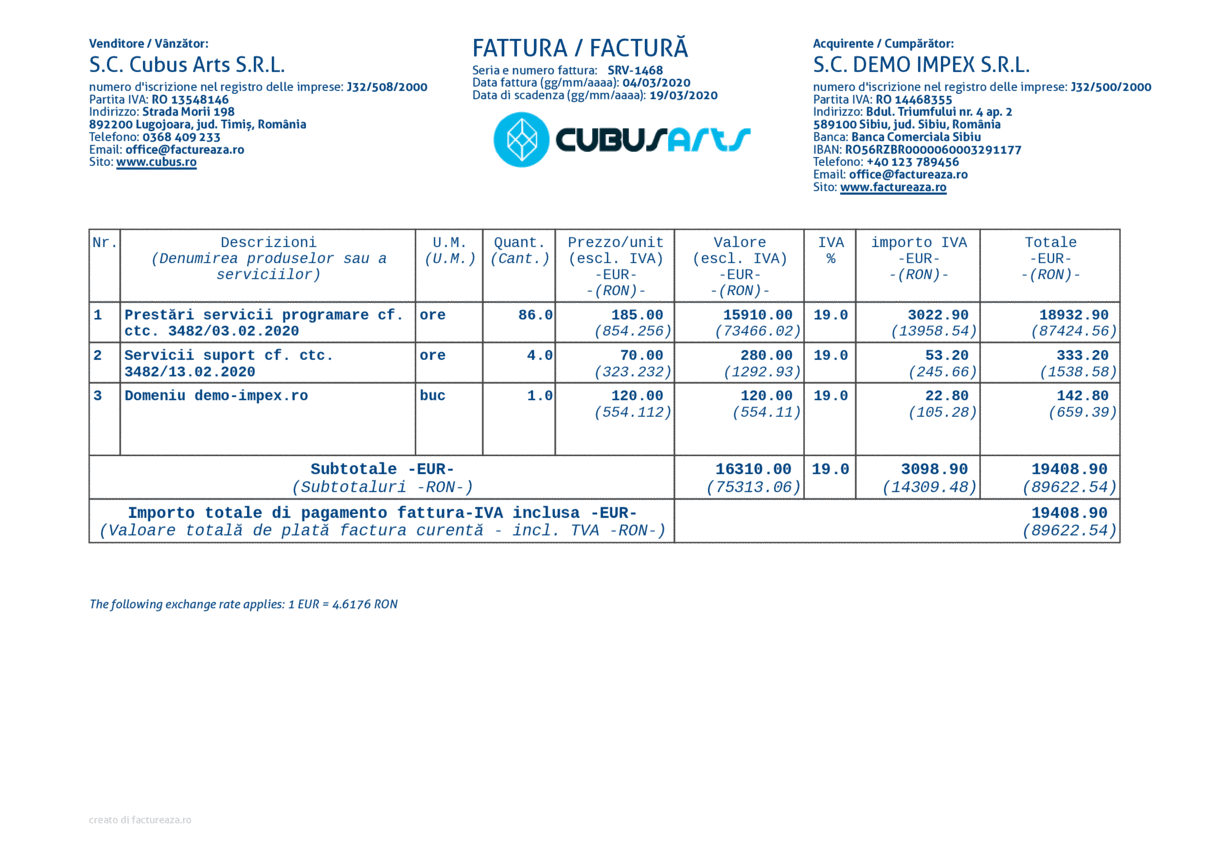 Venditore / Vânzător:
S.C. Cubus Arts S.R.L.
numero d'iscrizione nel registro delle imprese: J32/508/2000
Partita IVA: RO 13548146
Indirizzo: Strada Morii 198
892200 Lugojoara, jud. Timiș, România
Telefono: 0368 409 233
Email: office@factureaza.ro
Sito: www.cubus.ro
FATTURA / FACTURĂ
Seria e numero fattura: SRV-1468
Data fattura (gg/mm/aaaa): 04/03/2020
Data di scadenza (gg/mm/aaaa): 19/03/2020
CUBUSARTS
Acquirente / Cumpărător:
S.C. DEMO IMPEX S.R.L.
numero d'iscrizione nel registro delle imprese: J32/500/2000
Partita IVA: RO 14468355
Indirizzo: Bdul. Triumfului nr. 4 ap. 2
589100 Sibiu, jud. Sibiu, România
Banca: Banca Comerciala Sibiu
IBAN: RO56RZBR0000060003291177
Telefono: +40 123 789456
Email: office@factureaza.ro
Sito: www.factureaza.ro
Nr. Descrizioni U.M. Quant. Prezzo/unit Valore IVA importo IVA Totale
(Denumirea produselor sau a (U.M.) (Cant.) (escl. IVA) (escl. IVA) % -EUR- -EUR-
serviciilor) -EUR- -EUR- -(RON)- -(RON)-
-(RON)- -(RON)-
1 Prestări servicii programare cf. ore 86.0 185.00 15910.00 19.0 3022.90 18932.90
ctc. 3482/03.02.2020 (854.256) (73466.02) (13958.54) (87424.56)
2 Servicii suport cf. ctc. ore 4.0 70.00 280.00 19.0 53.20 333.20
3482/13.02.2020 (323.232) (1292.93) (245.66) (1538.58)
3 Domeniu demo-impex.ro buc 1.0 120.00 120.00 19.0 22.80 142.80
(554.112) (554.11) (105.28) (659.39)
Subtotale -EUR- 16310.00 19.0 3098.90 19408.90
(Subtotaluri -RON-) (75313.06) (14309.48) (89622.54)
Importo totale di pagamento fattura-IVA inclusa -EUR- 19408.90
(Valoare totală de plată factura curentă - incl. TVA -RON-) (89622.54)
The following exchange rate applies: 1 EUR = 4.6176 RON
creato di factureaza.ro